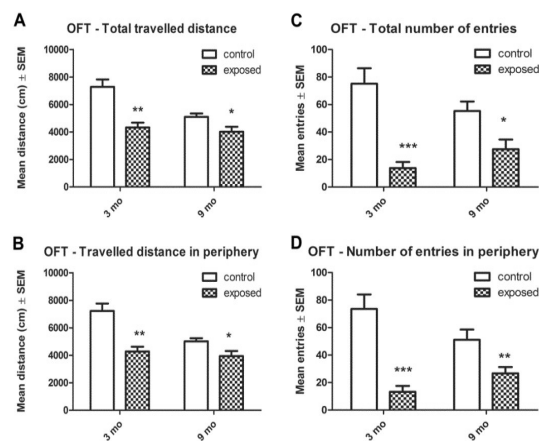 A
OFT - Total travelled distance
Mean distance (cm) ± SEM
10000
8000
6000
4000
2000
0
control
exposed
**
*
3 mo
9 mo
C
OFT - Total number of entries
Mean entries ± SEM
100
80
60
40
20
0
control
exposed
***
*
3 mo
9 mo
B
OFT - Travelled distance in periphery
Mean distance (cm) ± SEM
10000
8000
6000
4000
2000
0
control
exposed
**
*
3 mo
9 mo
D
OFT - Number of entries in periphery
Mean entries ± SEM
100
80
60
40
20
0
control
exposed
***
**
3 mo
9 mo